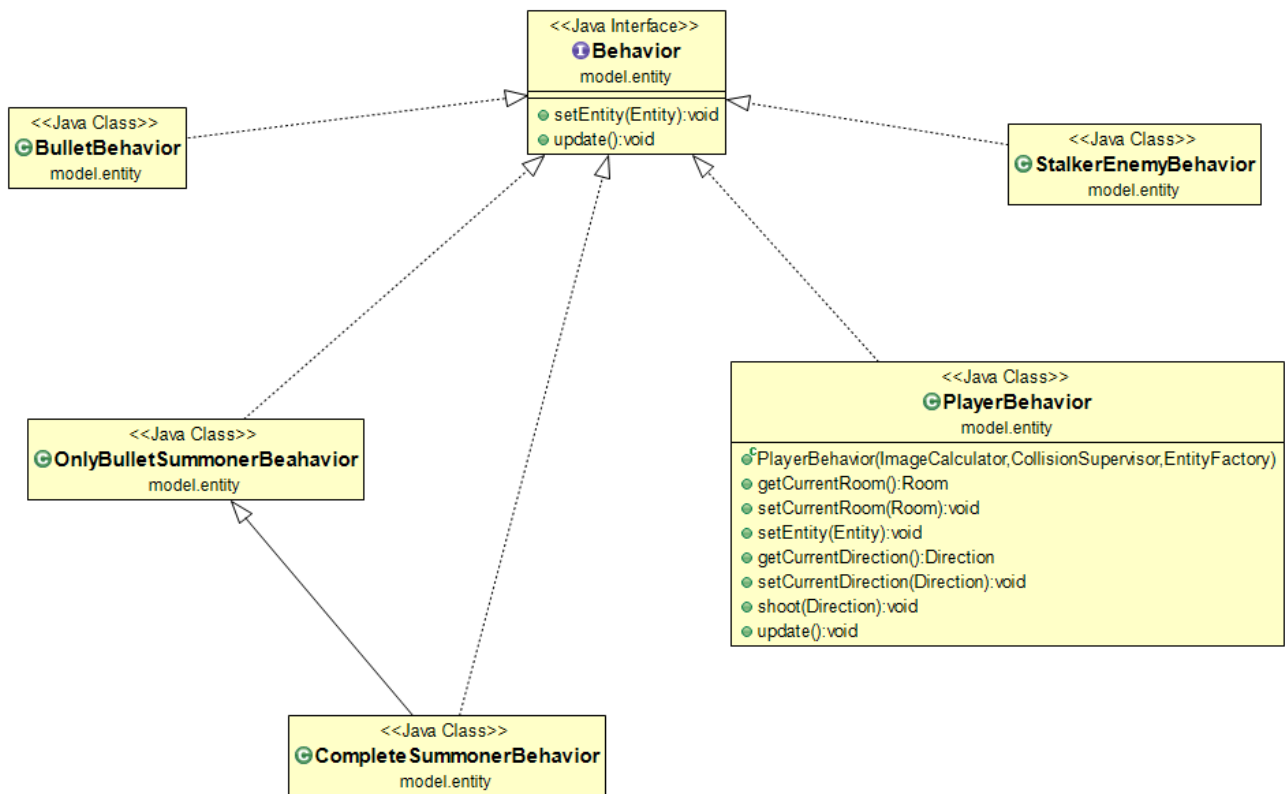 <<Java Interface>>
Behavior
model.entity
setEntity(Entity):void
update():void
<<Java Class>>
BulletBehavior
model.entity
<<Java Class>>
StalkerEnemyBehavior
model.entity
<<Java Class>>
OnlyBulletSummonerBeahavior
model.entity
<<Java Class>>
PlayerBehavior
model.entity
PlayerBehavior(ImageCalculator,CollisionSupervisor,EntityFactory)
getCurrentRoom():Room
setCurrentRoom(Room):void
setEntity(Entity):void
getCurrentDirection():Direction
setCurrentDirection(Direction):void
shoot(Direction):void
update():void
<<Java Class>>
CompleteSummonerBehavior
model.entity